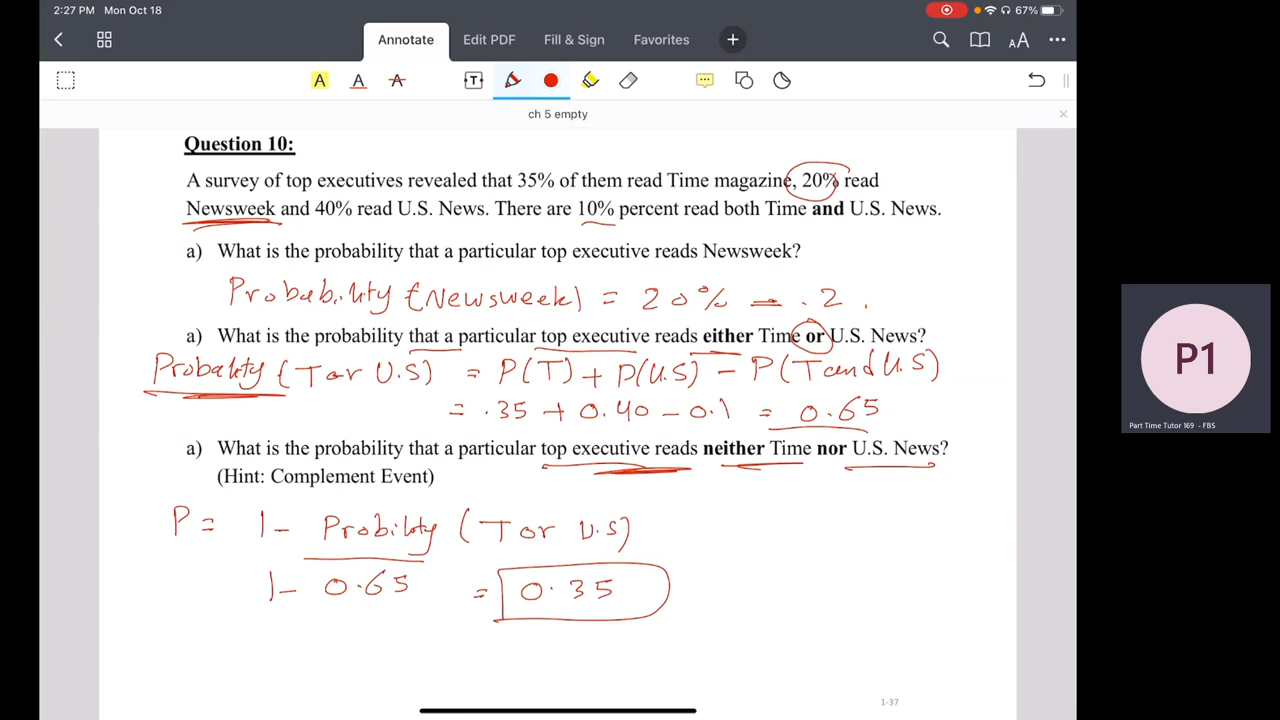 2:27 PM Mon Oct 18
67%
Annotate Edit PDF Fill & Sign Favorites +
A A A T AA
ch 5 empty
Question 10:
A survey of top executives revealed that 35% of them read Time magazine, 20% read
Newsweek and 40% read U.S. News. There are 10% percent read both Time and U.S. News.
a) What is the probability that a particular top executive reads Newsweek?
Probability (Newsweek) = 20% = .2 .
a) What is the probability that a particular top executive reads either Time or U.S. News?
Probality (T or U.S) = P(T) + P(U.S) - P(T and U.S)
= .35 + 0.40 - 0.1 = 0.65
a) What is the probability that a particular top executive reads neither Time nor U.S. News?
(Hint: Complement Event)
P = 1 - Probility (T or U.S)
1 - 0.65 = 0.35
1-37
P1
Part Time Tutor 169 - FBS